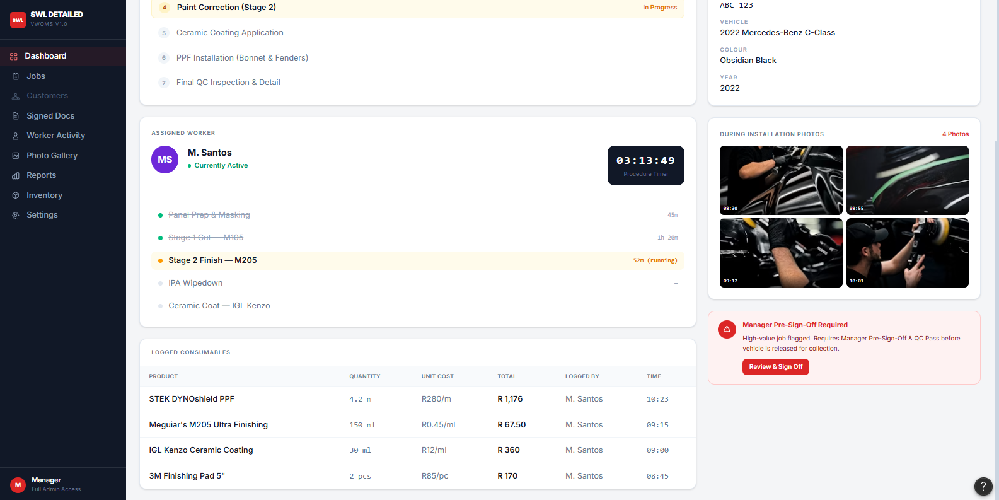 SWL
SWL DETAILED
VWOMS V1.0
Dashboard
Jobs
Customers
Signed Docs
Worker Activity
Photo Gallery
Reports
Inventory
Settings
M
Manager
Full Admin Access
4 Paint Correction (Stage 2) In Progress
5 Ceramic Coating Application
6 PPF Installation (Bonnet & Fenders)
7 Final QC Inspection & Detail
ASSIGNED WORKER
MS
M. Santos
Currently Active
03:13:49
Procedure Timer
Panel Prep & Masking 45m
Stage 1 Cut — M105 1h 20m
Stage 2 Finish — M205 52m (running)
IPA Wipedown –
Ceramic Coat — IGL Kenzo –
LOGGED CONSUMABLES
PRODUCT QUANTITY UNIT COST TOTAL LOGGED BY TIME
STEK DYNOshield PPF 4.2 m R280/m R 1,176 M. Santos 10:23
Meguiar's M205 Ultra Finishing 150 ml R0.45/ml R 67.50 M. Santos 09:15
IGL Kenzo Ceramic Coating 30 ml R12/ml R 360 M. Santos 09:00
3M Finishing Pad 5" 2 pcs R85/pc R 170 M. Santos 08:45
ABC 123
VEHICLE
2022 Mercedes-Benz C-Class
COLOUR
Obsidian Black
YEAR
2022
DURING INSTALLATION PHOTOS 4 Photos
08:30
08:55
09:12
10:01
Manager Pre-Sign-Off Required
High-value job flagged. Requires Manager Pre-Sign-Off & QC Pass before
vehicle is released for collection.
Review & Sign Off
?